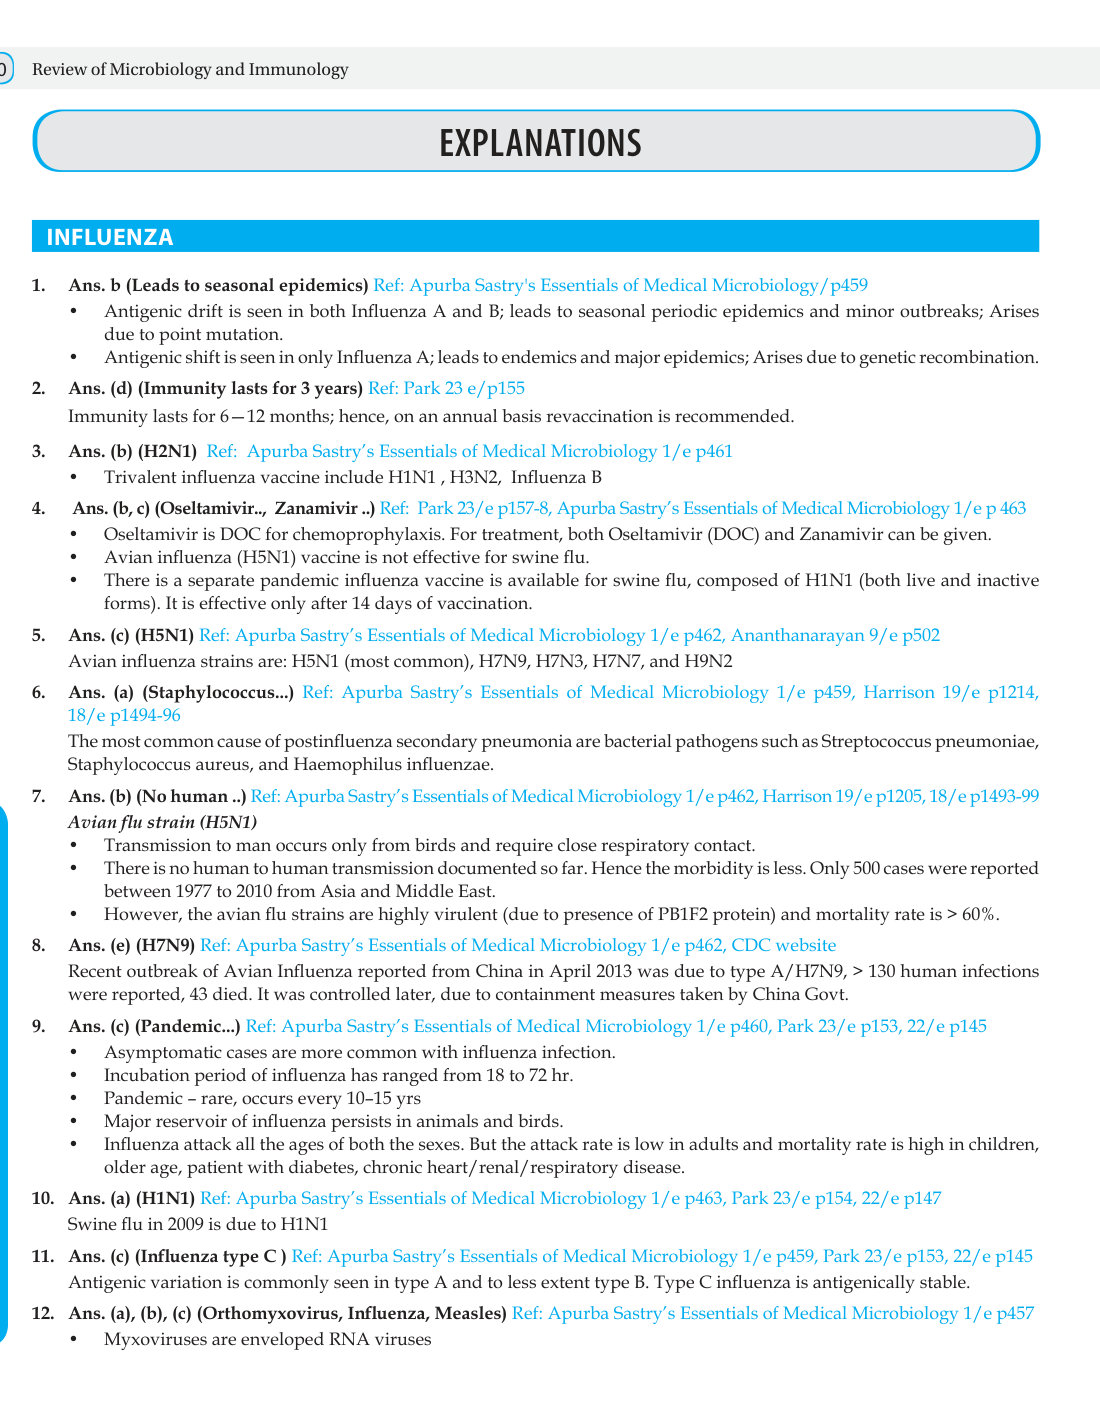 0 Review of Microbiology and Immunology
EXPLANATIONS
INFLUENZA
1. Ans. b (Leads to seasonal epidemics) Ref: Apurba Sastry's Essentials of Medical Microbiology/p459
• Antigenic drift is seen in both Influenza A and B; leads to seasonal periodic epidemics and minor outbreaks; Arises
due to point mutation.
• Antigenic shift is seen in only Influenza A; leads to endemics and major epidemics; Arises due to genetic recombination.
2. Ans. (d) (Immunity lasts for 3 years) Ref: Park 23 e/p155
Immunity lasts for 6—12 months; hence, on an annual basis revaccination is recommended.
3. Ans. (b) (H2N1) Ref: Apurba Sastry’s Essentials of Medical Microbiology 1/e p461
• Trivalent influenza vaccine include H1N1 , H3N2, Influenza B
4. Ans. (b, c) (Oseltamivir.., Zanamivir ..) Ref: Park 23/e p157-8, Apurba Sastry’s Essentials of Medical Microbiology 1/e p 463
• Oseltamivir is DOC for chemoprophylaxis. For treatment, both Oseltamivir (DOC) and Zanamivir can be given.
• Avian influenza (H5N1) vaccine is not effective for swine flu.
• There is a separate pandemic influenza vaccine is available for swine flu, composed of H1N1 (both live and inactive
forms). It is effective only after 14 days of vaccination.
5. Ans. (c) (H5N1) Ref: Apurba Sastry’s Essentials of Medical Microbiology 1/e p462, Ananthanarayan 9/e p502
Avian influenza strains are: H5N1 (most common), H7N9, H7N3, H7N7, and H9N2
6. Ans. (a) (Staphylococcus...) Ref: Apurba Sastry’s Essentials of Medical Microbiology 1/e p459, Harrison 19/e p1214,
18/e p1494-96
The most common cause of postinfluenza secondary pneumonia are bacterial pathogens such as Streptococcus pneumoniae,
Staphylococcus aureus, and Haemophilus influenzae.
7. Ans. (b) (No human ..) Ref: Apurba Sastry’s Essentials of Medical Microbiology 1/e p462, Harrison 19/e p1205, 18/e p1493-99
Avian flu strain (H5N1)
• Transmission to man occurs only from birds and require close respiratory contact.
• There is no human to human transmission documented so far. Hence the morbidity is less. Only 500 cases were reported
between 1977 to 2010 from Asia and Middle East.
• However, the avian flu strains are highly virulent (due to presence of PB1F2 protein) and mortality rate is > 60%.
8. Ans. (e) (H7N9) Ref: Apurba Sastry’s Essentials of Medical Microbiology 1/e p462, CDC website
Recent outbreak of Avian Influenza reported from China in April 2013 was due to type A/H7N9, > 130 human infections
were reported, 43 died. It was controlled later, due to containment measures taken by China Govt.
9. Ans. (c) (Pandemic...) Ref: Apurba Sastry’s Essentials of Medical Microbiology 1/e p460, Park 23/e p153, 22/e p145
• Asymptomatic cases are more common with influenza infection.
• Incubation period of influenza has ranged from 18 to 72 hr.
• Pandemic – rare, occurs every 10–15 yrs
• Major reservoir of influenza persists in animals and birds.
• Influenza attack all the ages of both the sexes. But the attack rate is low in adults and mortality rate is high in children,
older age, patient with diabetes, chronic heart/renal/respiratory disease.
10. Ans. (a) (H1N1) Ref: Apurba Sastry’s Essentials of Medical Microbiology 1/e p463, Park 23/e p154, 22/e p147
Swine flu in 2009 is due to H1N1
11. Ans. (c) (Influenza type C ) Ref: Apurba Sastry’s Essentials of Medical Microbiology 1/e p459, Park 23/e p153, 22/e p145
Antigenic variation is commonly seen in type A and to less extent type B. Type C influenza is antigenically stable.
12. Ans. (a), (b), (c) (Orthomyxovirus, Influenza, Measles) Ref: Apurba Sastry’s Essentials of Medical Microbiology 1/e p457
• Myxoviruses are enveloped RNA viruses